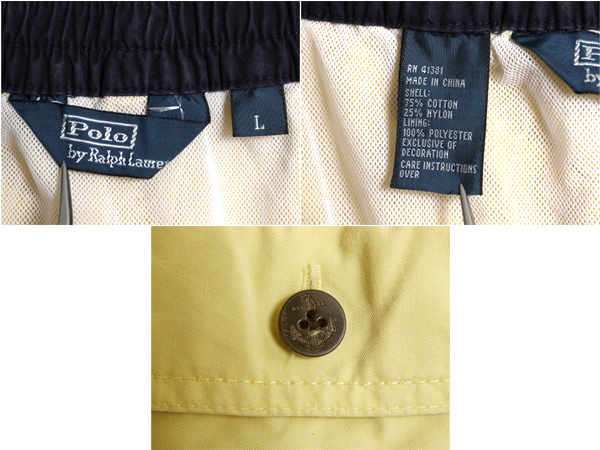 Polo
by Ralph Lauren
L
RN 41381
MADE IN CHINA
SHELL:
75% COTTON
25% NYLON
LINING:
100% POLYESTER
EXCLUSIVE OF
DECORATION
CARE INSTRUCTIONS
OVER
by